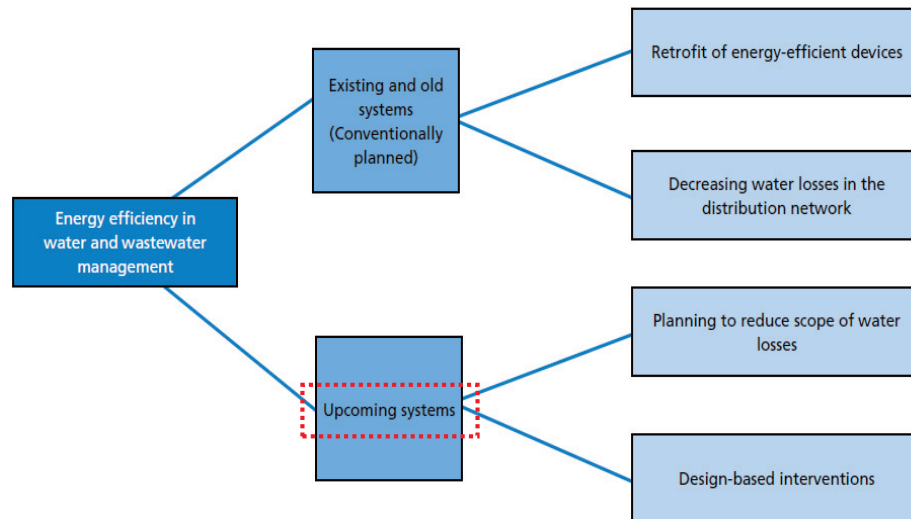 Retrofit of energy-efficient devices
Existing and old
systems
(Conventionally
planned)
Decreasing water losses in the
distribution network
Energy efficiency in
water and wastewater
management
Planning to reduce scope of water
losses
Upcoming systems
Design-based interventions